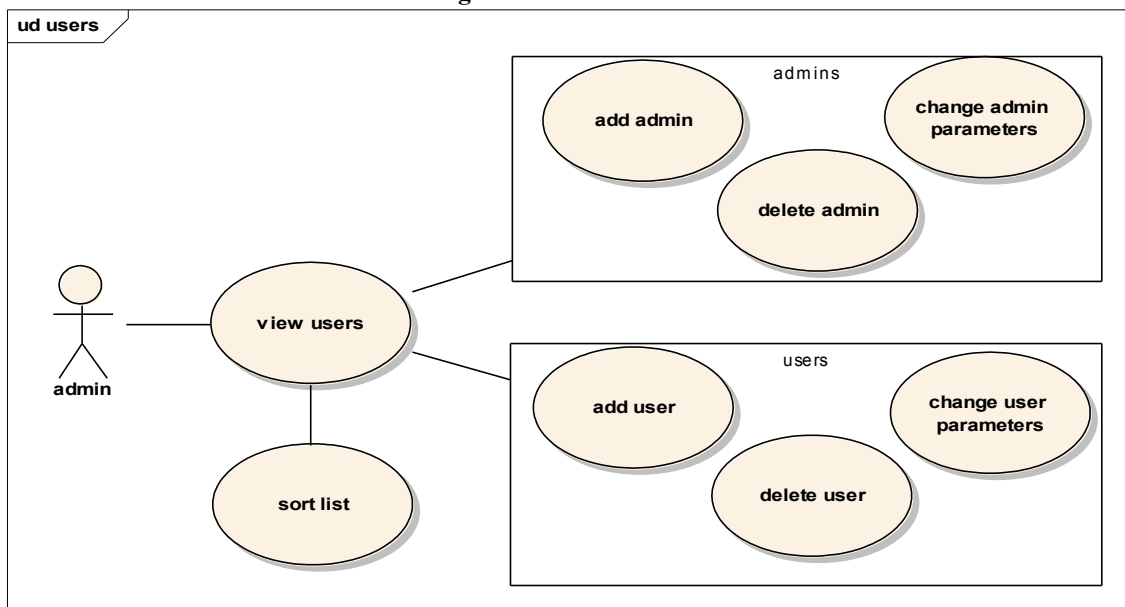 g
ud users
admins
add admin
change admin
parameters
delete admin
view users
admin
users
add user
change user
parameters
delete user
sort list